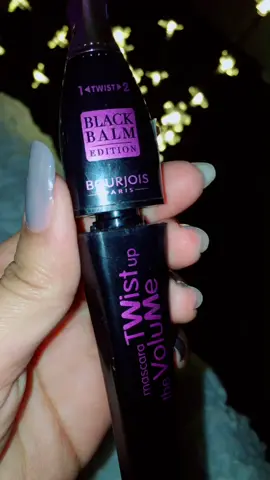 1◄TWIST►2
BLACK
BALM
EDITION
BOURJOIS
PARIS
mascara TWist up
the VoluMe